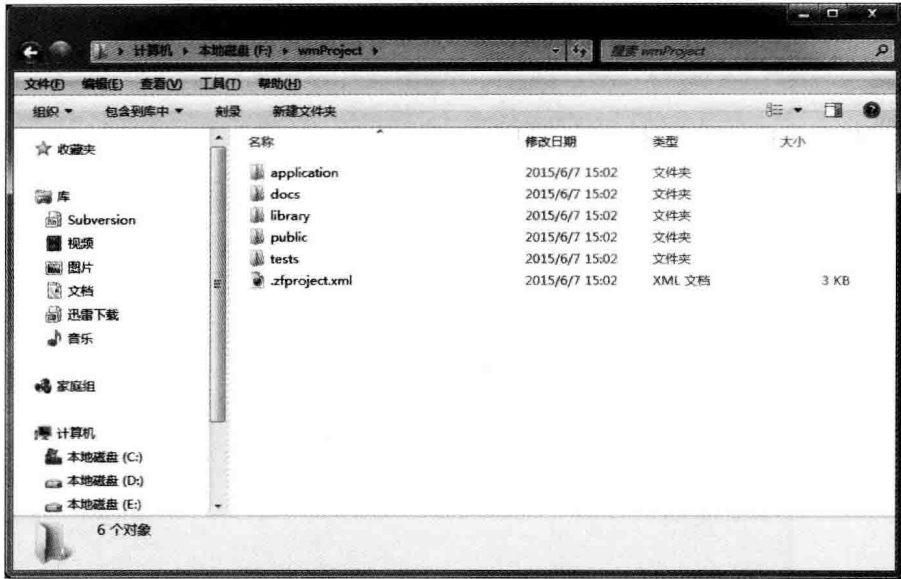 计算机 ▸ 本地磁盘 (F:) ▸ wmProject ▸
搜索 wmProject
文件(F) 编辑(E) 查看(V) 工具(T) 帮助(H)
组织 包含到库中 刻录 新建文件夹
收藏夹
库
Subversion
视频
图片
文档
迅雷下载
音乐
家庭组
计算机
本地磁盘 (C:)
本地磁盘 (D:)
本地磁盘 (E:)
名称 修改日期 类型 大小
application 2015/6/7 15:02 文件夹
docs 2015/6/7 15:02 文件夹
library 2015/6/7 15:02 文件夹
public 2015/6/7 15:02 文件夹
tests 2015/6/7 15:02 文件夹
.zfproject.xml 2015/6/7 15:02 XML 文档 3 KB
6 个对象